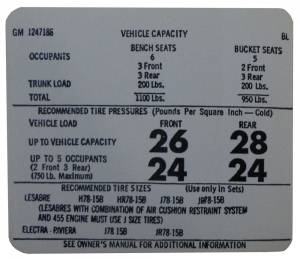 GM 1247186 VEHICLE CAPACITY BL
BENCH SEATS BUCKET SEATS
OCCUPANTS 6 5
3 Front 2 Front
3 Rear 3 Rear
TRUNK LOAD 200 Lbs. 200 Lbs.
TOTAL 1100 Lbs. 950 Lbs.
RECOMMENDED TIRE PRESSURES (Pounds Per Square Inch — Cold)
VEHICLE LOAD FRONT REAR
UP TO VEHICLE CAPACITY 26 28
UP TO 5 OCCUPANTS 24 24
(2 Front 3 Rear)
(750 Lb. Maximum)
RECOMMENDED TIRE SIZES (Use only in Sets)
LESABRE H78-15B HR78-15B J78-15B JR78-15B
(LESABRES WITH COMBINATION OF AIR CUSHION RESTRAINT SYSTEM
AND 455 ENGINE MUST USE J SIZE TIRES)
ELECTRA - RIVIERA J78-15B JR78-15B
SEE OWNER'S MANUAL FOR ADDITIONAL INFORMATION